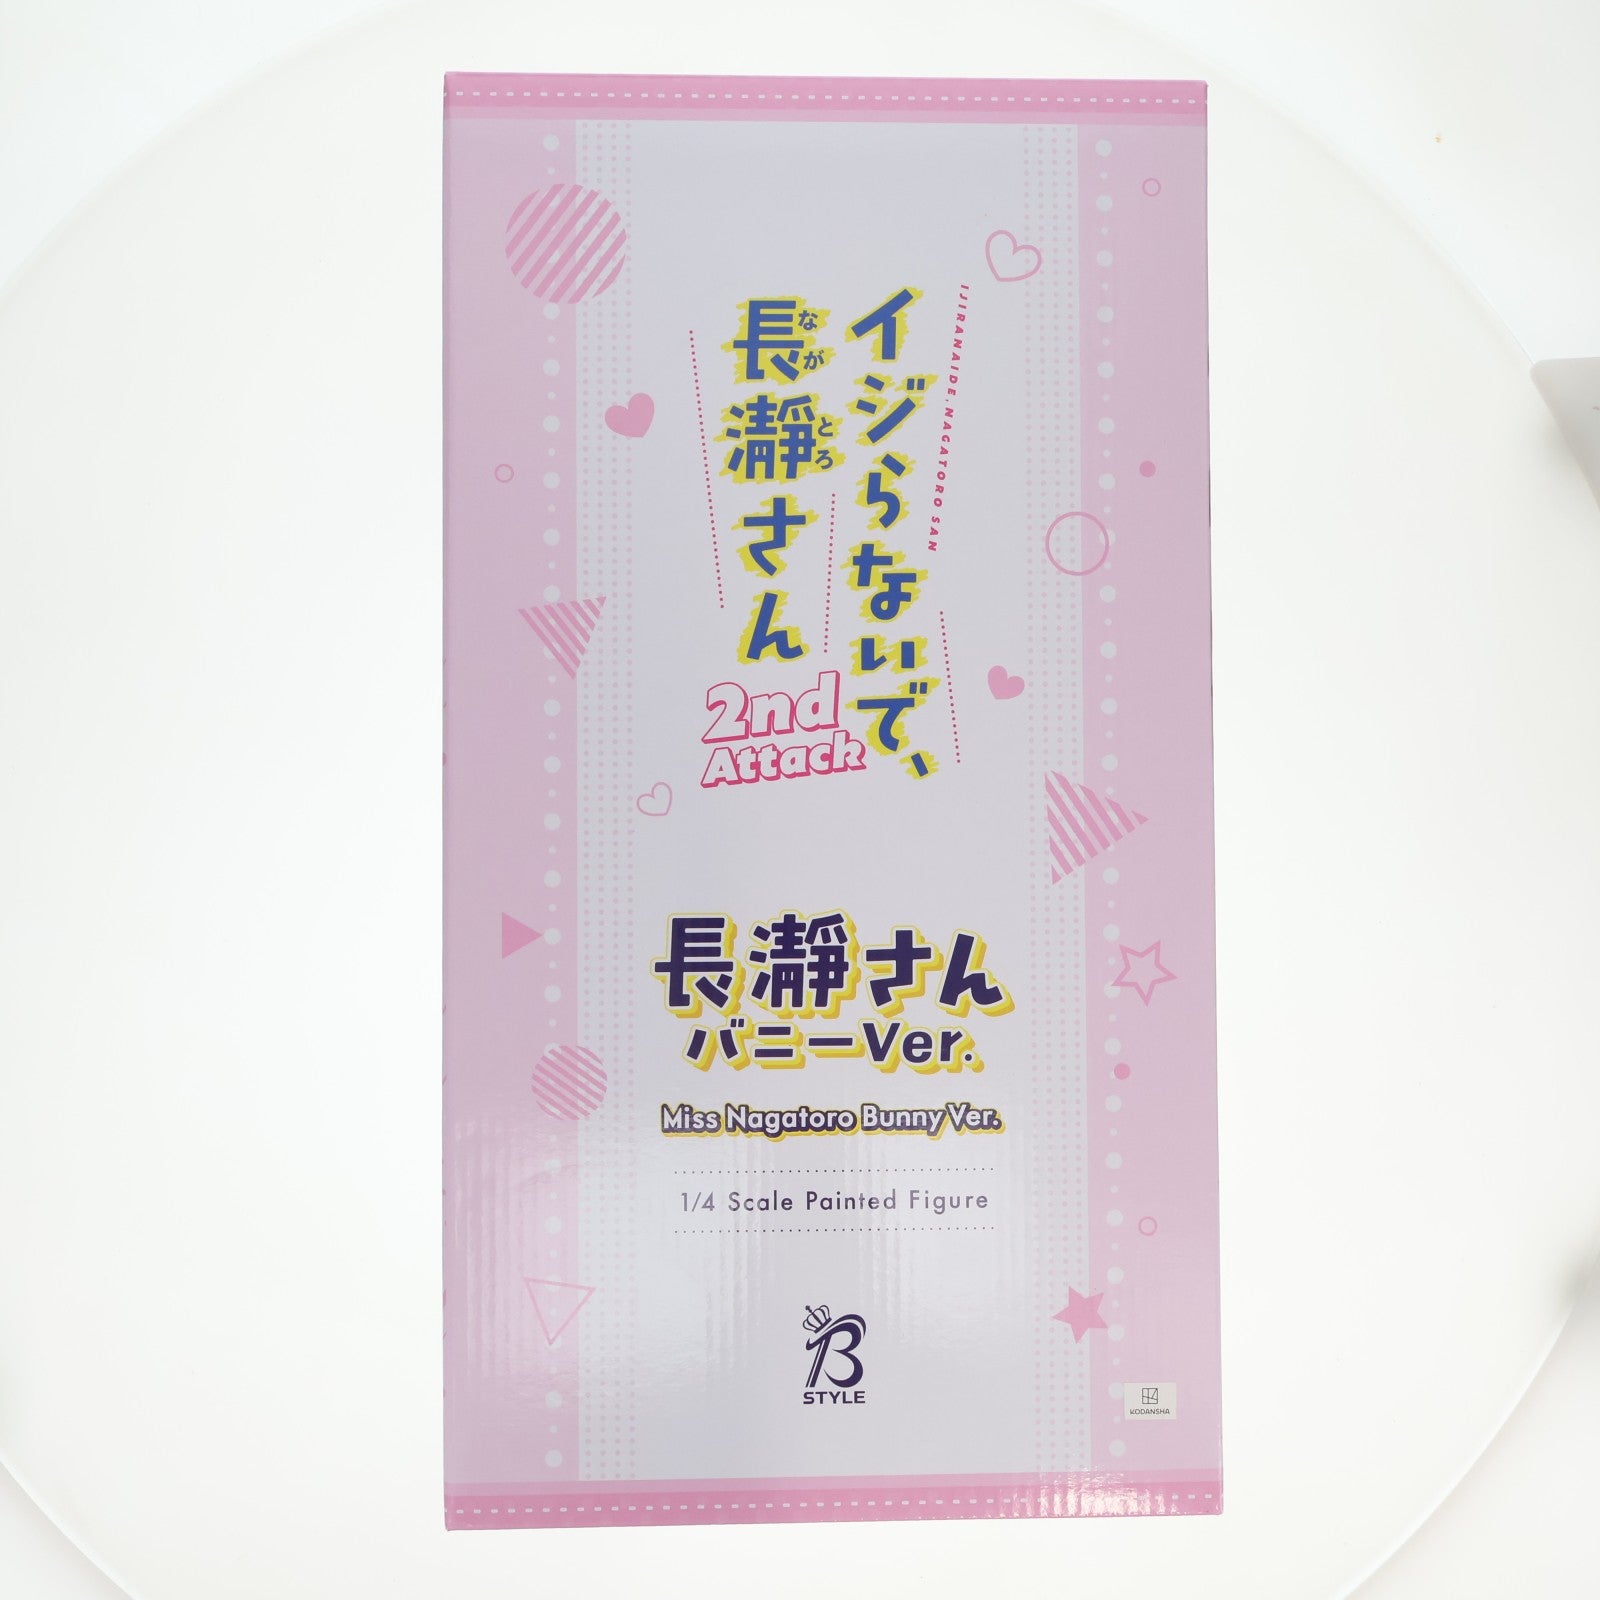 イジらないで、
長瀞さん
ながとろ
IJIRANAIDE, NAGATORO SAN
2nd
Attack
長瀞さん
バニーVer.
Miss Nagatoro Bunny Ver.
1/4 Scale Painted Figure
B
STYLE
KODANSHA